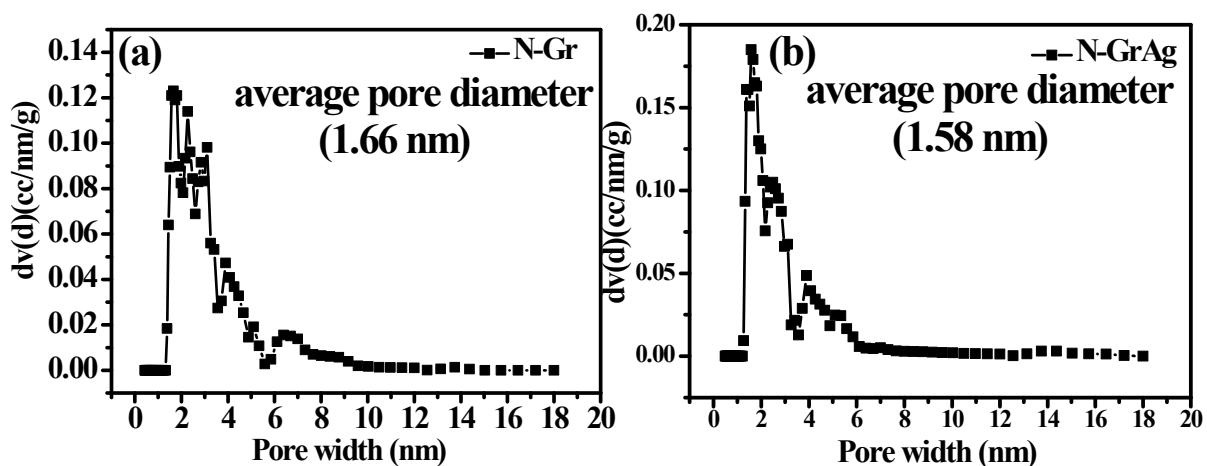 (a)
N-Gr
average pore diameter
(1.66 nm)
dv(d)(cc/nm/g)
0.14
0.12
0.10
0.08
0.06
0.04
0.02
0.00
0 2 4 6 8 10 12 14 16 18 20
Pore width (nm)
(b)
N-GrAg
average pore diameter
(1.58 nm)
dv(d)(cc/nm/g)
0.20
0.15
0.10
0.05
0.00
0 2 4 6 8 10 12 14 16 18 20
Pore width (nm)